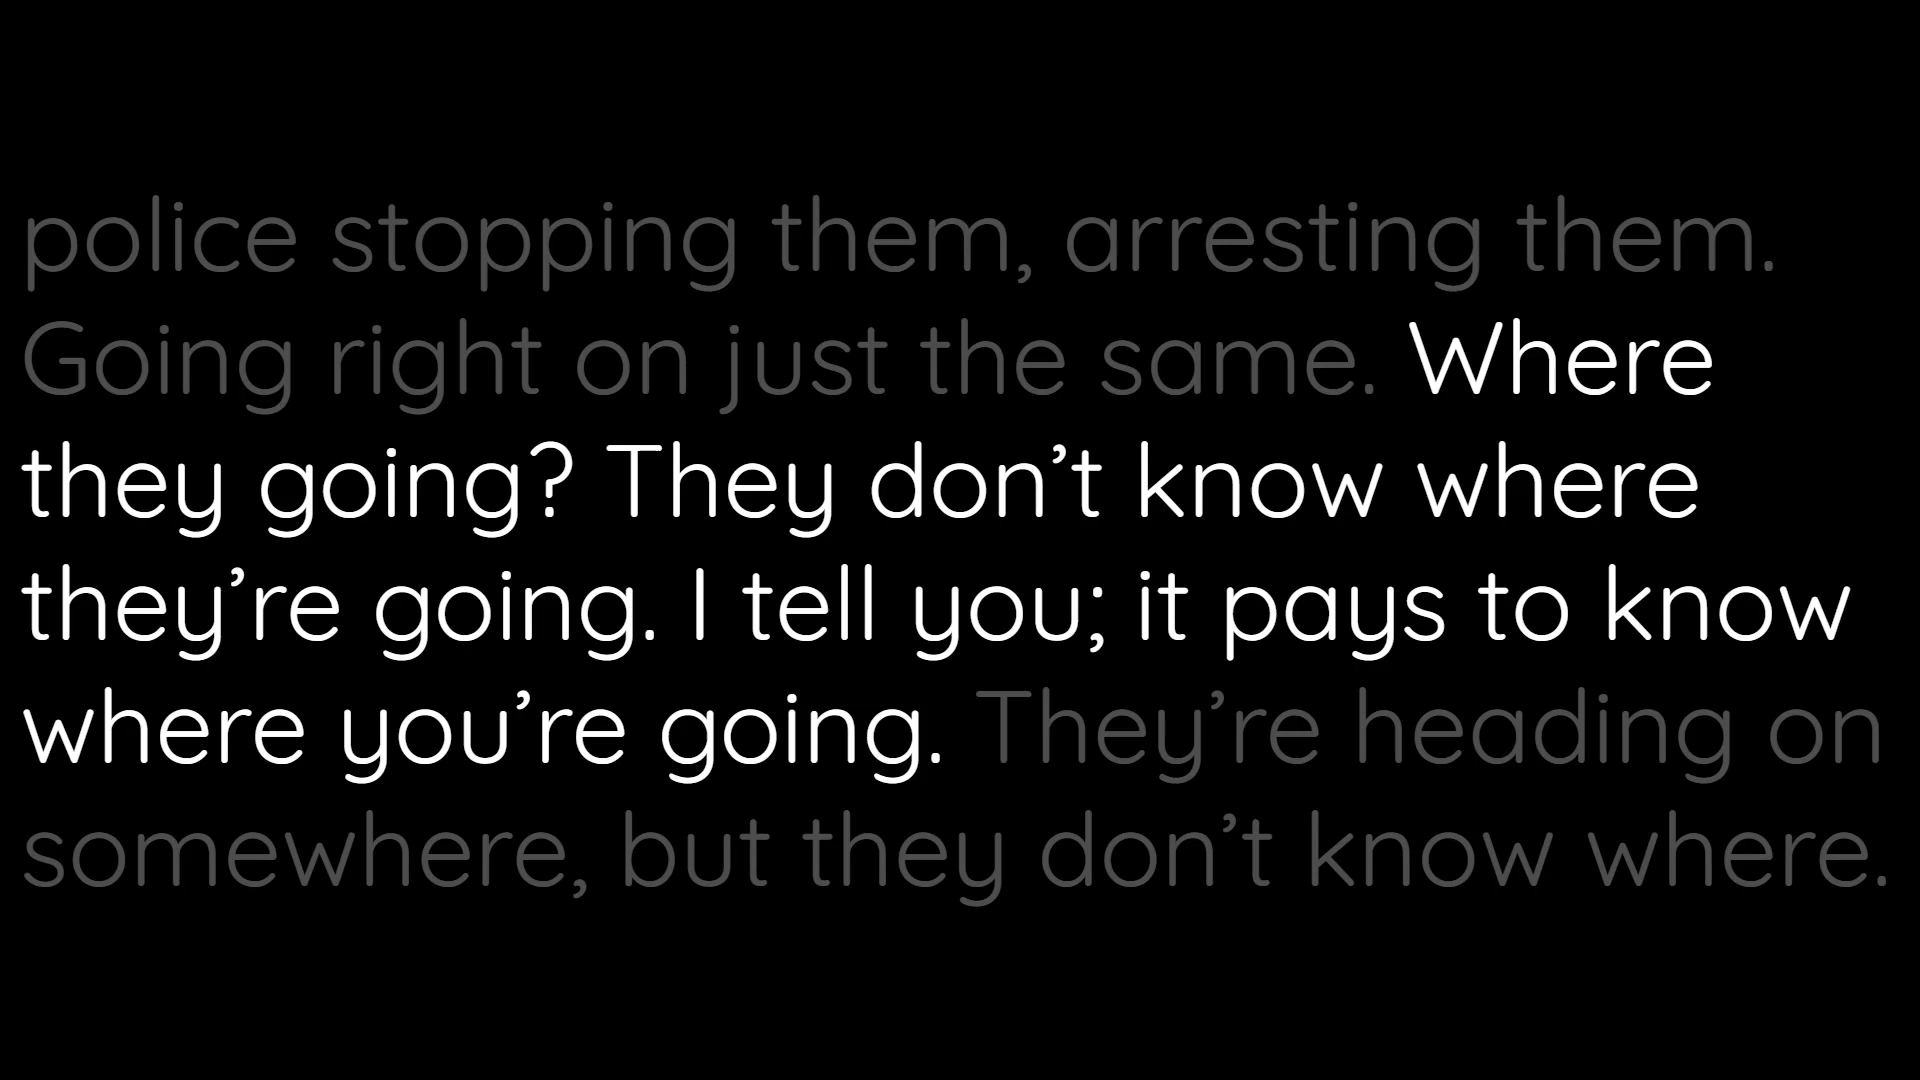 police stopping them, arresting them.
Going right on just the same. Where
they going? They don’t know where
they’re going. I tell you; it pays to know
where you’re going. They’re heading on
somewhere, but they don’t know where.